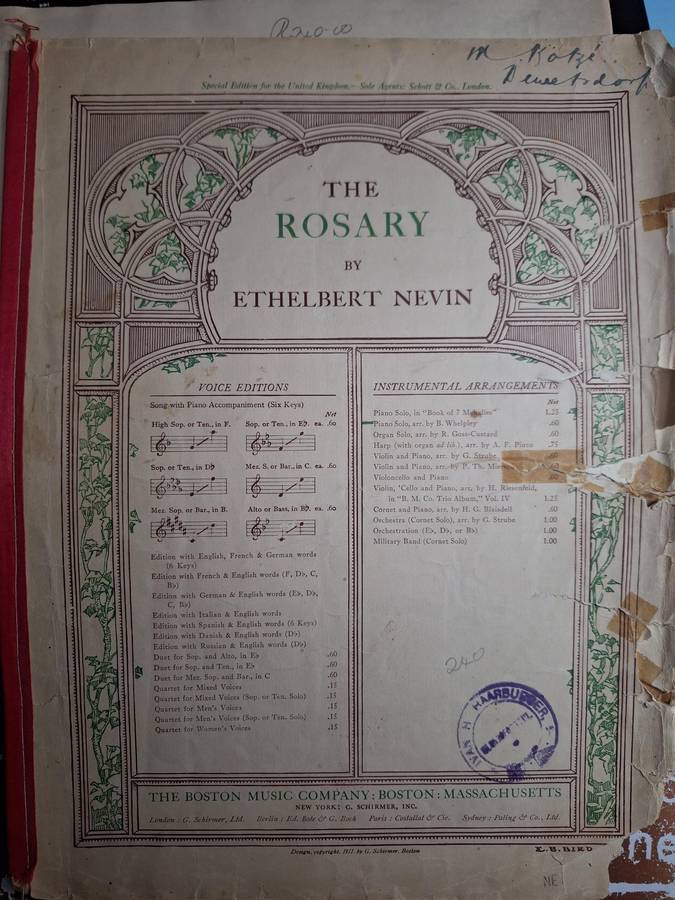 R240-00
M. Kotzé
Dewetsdorp
Special Edition for the United Kingdom.— Sole Agents: Schott & Co., London.
THE
ROSARY
BY
ETHELBERT NEVIN
VOICE EDITIONS
Song with Piano Accompaniment (Six Keys)
Net
High Sop. or Ten., in F. Sop. or Ten., in E♭. ea. .60
Sop. or Ten., in D♭ Mez. S. or Bar., in C. ea. .60
Mez. Sop. or Bar., in B. Alto or Bass, in B♭. ea. .60
Edition with English, French & German words
(6 Keys)
Edition with French & English words (F, D♭, C,
B♭)
Edition with German & English words (E♭, D♭,
C, B♭)
Edition with Italian & English words
Edition with Spanish & English words (6 Keys)
Edition with Danish & English words (D♭)
Edition with Russian & English words (D♭)
Duet for Sop. and Alto, in E♭ .60
Duet for Sop. and Ten., in E♭ .60
Duet for Mez. Sop. and Bar., in C .60
Quartet for Mixed Voices .15
Quartet for Mixed Voices (Sop. or Ten. Solo) .15
Quartet for Men's Voices .15
Quartet for Men's Voices (Sop. or Ten. Solo) .15
Quartet for Women's Voices .15
INSTRUMENTAL ARRANGEMENTS
Net
Piano Solo, in "Book of 7 Melodies" 1.25
Piano Solo, arr. by B. Whelpley .60
Organ Solo, arr. by R. Goss-Custard .60
Harp (with organ ad lib.), arr. by A. F. Pinto .75
Violin and Piano, arr. by G. Strube
Violin and Piano, arr. by P. Th.
Violoncello and Piano .60
Violin, 'Cello and Piano, arr. by H. Riesenfeld,
in "B. M. Co. Trio Album," Vol. IV 1.25
Cornet and Piano, arr. by H. G. Blaisdell .60
Orchestra (Cornet Solo), arr. by G. Strube 1.00
Orchestration (E♭, D♭, or B♭) 1.00
Military Band (Cornet Solo) 1.00
240
IVAN H. HAARBURGER,
THE BOSTON MUSIC COMPANY: BOSTON: MASSACHUSETTS
NEW YORK: G. SCHIRMER, INC.
London: G. Schirmer, Ltd. Berlin: Ed. Bote & G. Bock Paris: Costallat & Cie. Sydney: Paling & Co., Ltd.
Design, copyright, 1911 by G. Schirmer, Boston
E. B. BIRD
NE
ne